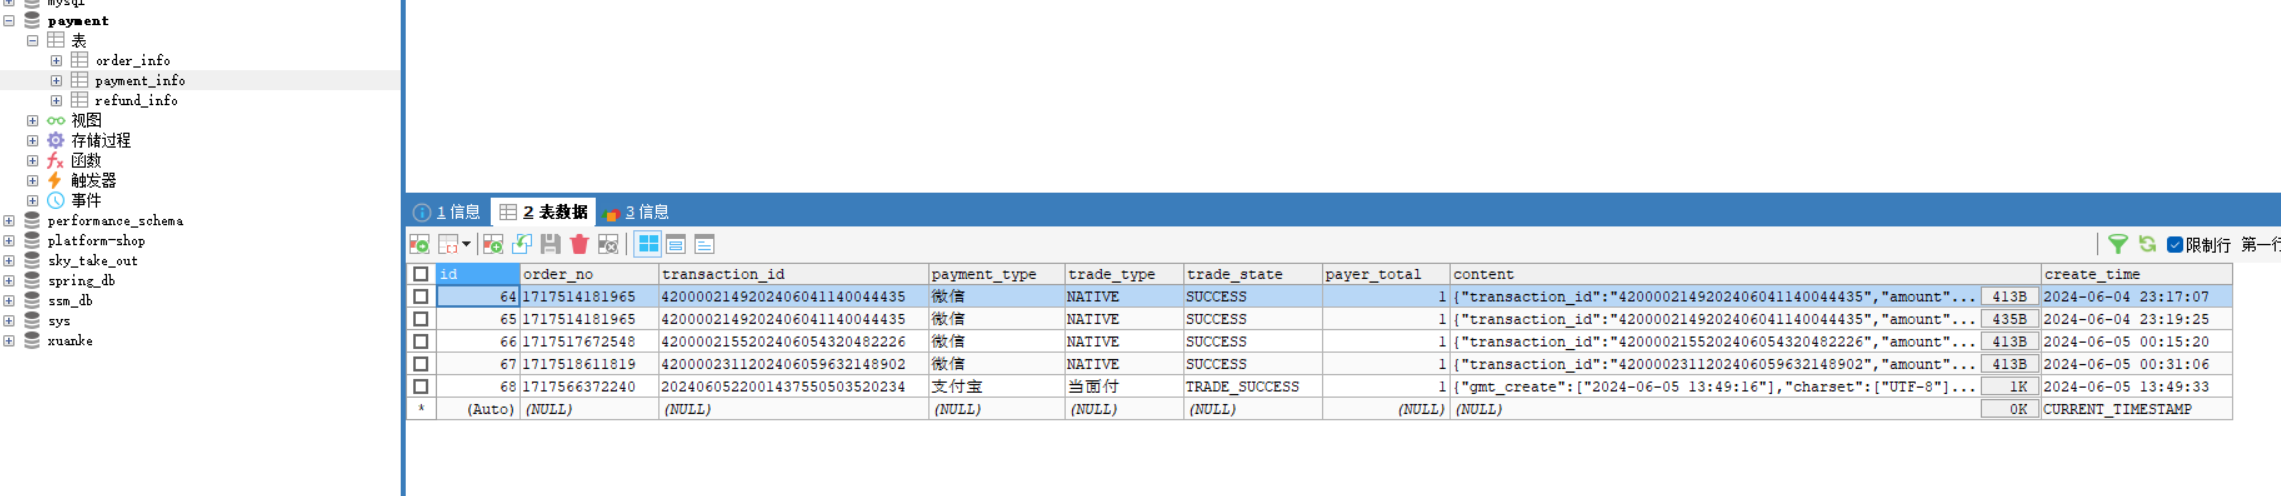 mysql
payment
表
order_info
payment_info
refund_info
视图
存储过程
函数
触发器
事件
performance_schema
platform-shop
sky_take_out
spring_db
ssm_db
sys
xuanke
1 信息 2 表数据 3 信息
限制行 第一行
id order_no transaction_id payment_type trade_type trade_state payer_total content create_time
64 1717514181965 4200002149202406041140044435 微信 NATIVE SUCCESS 1 {"transaction_id":"4200002149202406041140044435","amount"... 413B 2024-06-04 23:17:07
65 1717514181965 4200002149202406041140044435 微信 NATIVE SUCCESS 1 {"transaction_id":"4200002149202406041140044435","amount"... 435B 2024-06-04 23:19:25
66 1717517672548 4200002155202406054320482226 微信 NATIVE SUCCESS 1 {"transaction_id":"4200002155202406054320482226","amount"... 413B 2024-06-05 00:15:20
67 1717518611819 4200002311202406059632148902 微信 NATIVE SUCCESS 1 {"transaction_id":"4200002311202406059632148902","amount"... 413B 2024-06-05 00:31:06
68 1717566372240 2024060522001437550503520234 支付宝 当面付 TRADE_SUCCESS 1 {"gmt_create":["2024-06-05 13:49:16"],"charset":["UTF-8"]... 1K 2024-06-05 13:49:33
* (Auto) (NULL) (NULL) (NULL) (NULL) (NULL) (NULL) (NULL) 0K CURRENT_TIMESTAMP